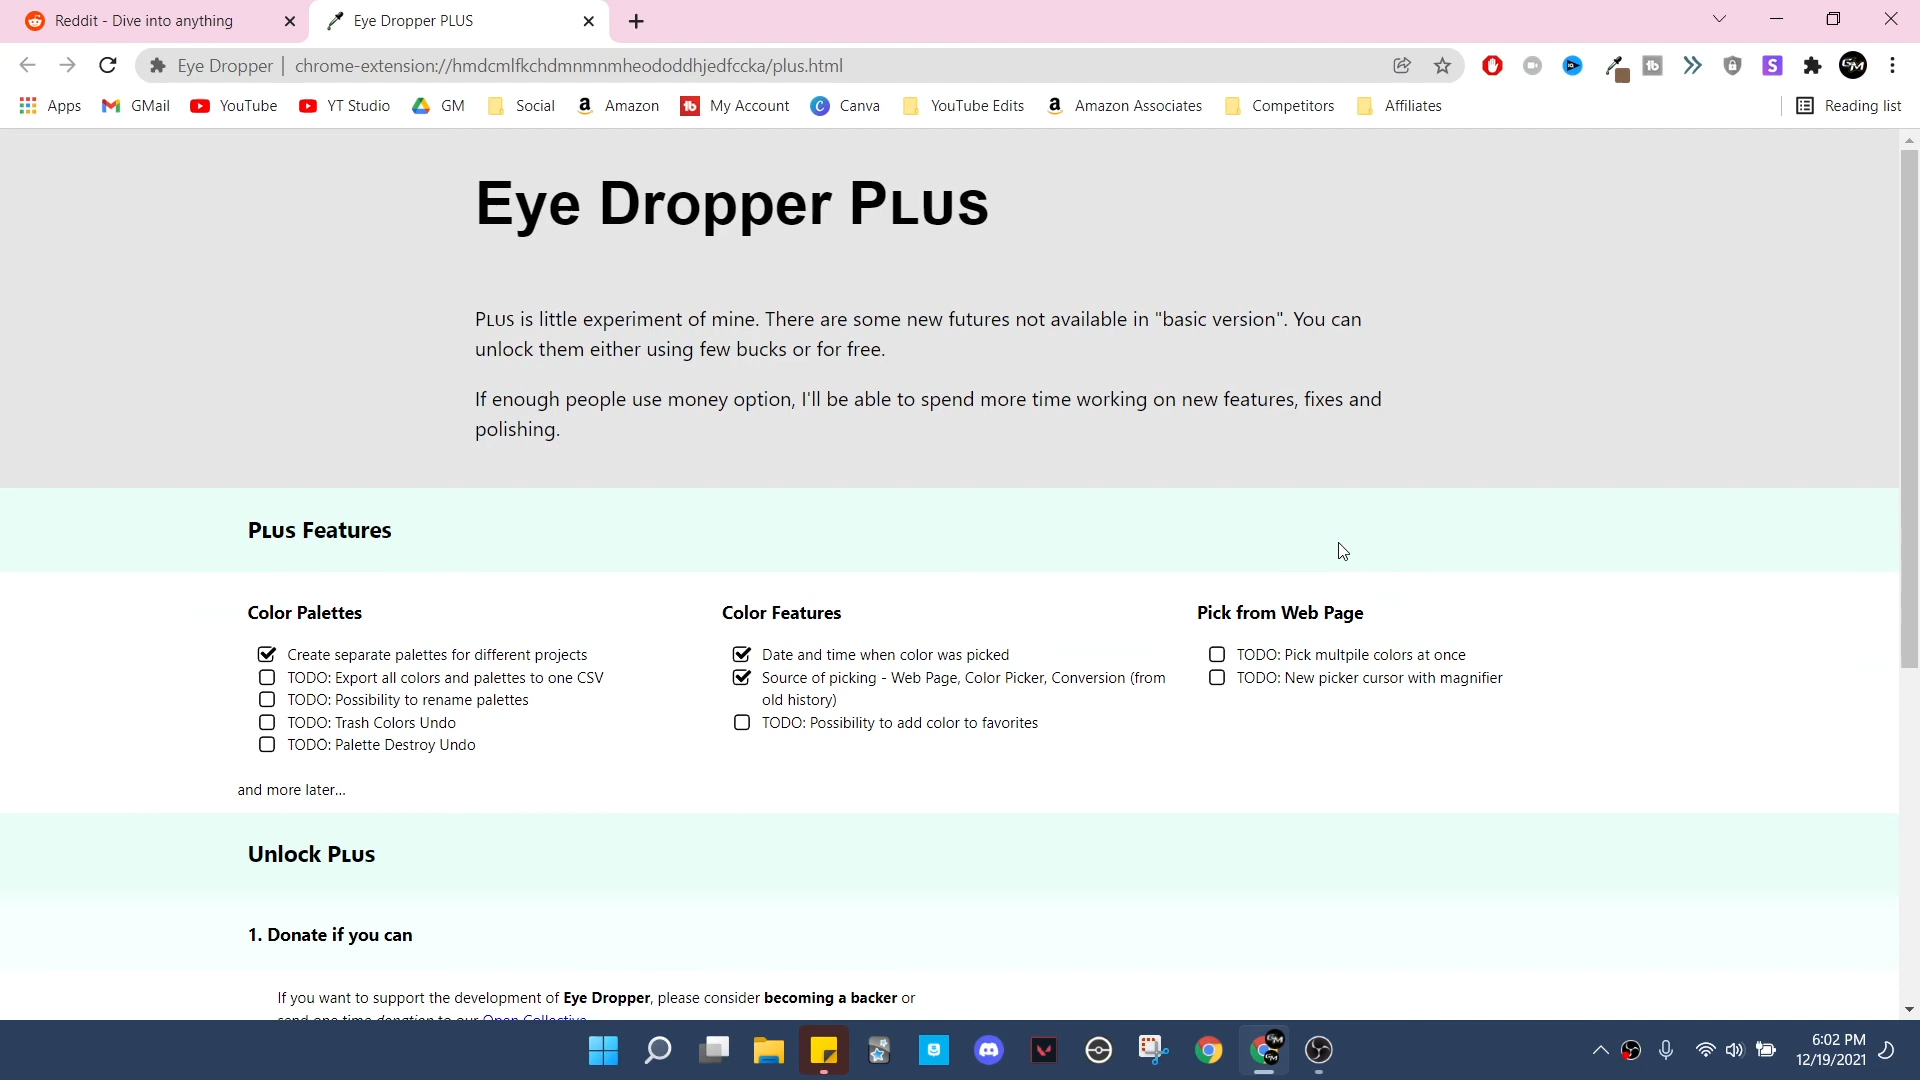 Reddit - Dive into anything
Eye Dropper PLUS
Eye Dropper | chrome-extension://hmdcmlfkchdmnmnmheododdhjedfccka/plus.html
Apps GMail YouTube YT Studio GM Social Amazon My Account Canva YouTube Edits Amazon Associates Competitors Affiliates Reading list
Eye Dropper PLUS
PLUS is little experiment of mine. There are some new futures not available in "basic version". You can
unlock them either using few bucks or for free.
If enough people use money option, I'll be able to spend more time working on new features, fixes and
polishing.
PLUS Features
Color Palettes
Create separate palettes for different projects
TODO: Export all colors and palettes to one CSV
TODO: Possibility to rename palettes
TODO: Trash Colors Undo
TODO: Palette Destroy Undo
Color Features
Date and time when color was picked
Source of picking - Web Page, Color Picker, Conversion (from
old history)
TODO: Possibility to add color to favorites
Pick from Web Page
TODO: Pick multpile colors at once
TODO: New picker cursor with magnifier
and more later...
Unlock PLUS
1. Donate if you can
If you want to support the development of Eye Dropper, please consider becoming a backer or
send one time donation to our Open Collective
6:02 PM
12/19/2021